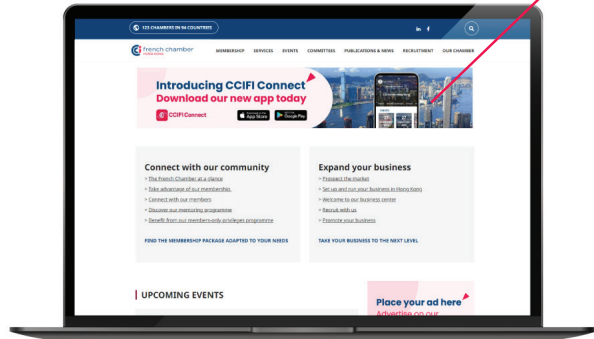 123 CHAMBERS IN 94 COUNTRIES
in f
french chamber
MEMBERSHIP SERVICES EVENTS COMMITTEES PUBLICATIONS & NEWS RECRUITMENT OUR CHAMBER
Introducing CCIFI Connect
Download our new app today
CCIFI Connect
App Store
Google Play
Connect with our community
> The French Chamber at a glance
> Take advantage of our membership
> Connect with our members
> Discover our mentoring programme
> Benefit from our members-only privileges programme
FIND THE MEMBERSHIP PACKAGE ADAPTED TO YOUR NEEDS
Expand your business
> Prospect the market
> Set up and run your business in Hong Kong
> Welcome to our business center
> Recruit with us
> Promote your business
TAKE YOUR BUSINESS TO THE NEXT LEVEL
UPCOMING EVENTS
Place your ad here
Advertise on our